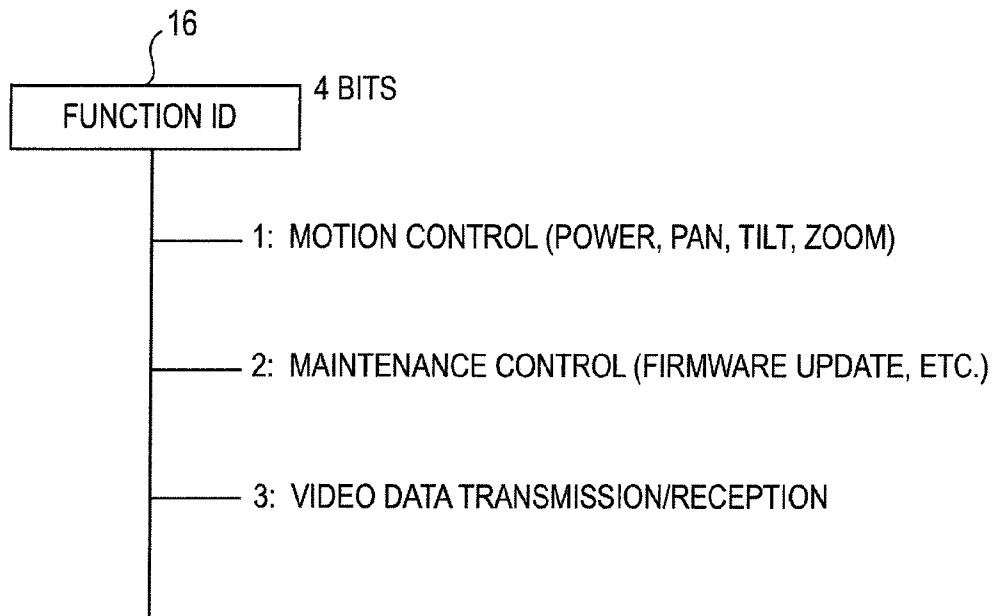 16
FUNCTION ID
4 BITS
1: MOTION CONTROL (POWER, PAN, TILT, ZOOM)
2: MAINTENANCE CONTROL (FIRMWARE UPDATE, ETC.)
3: VIDEO DATA TRANSMISSION/RECEPTION